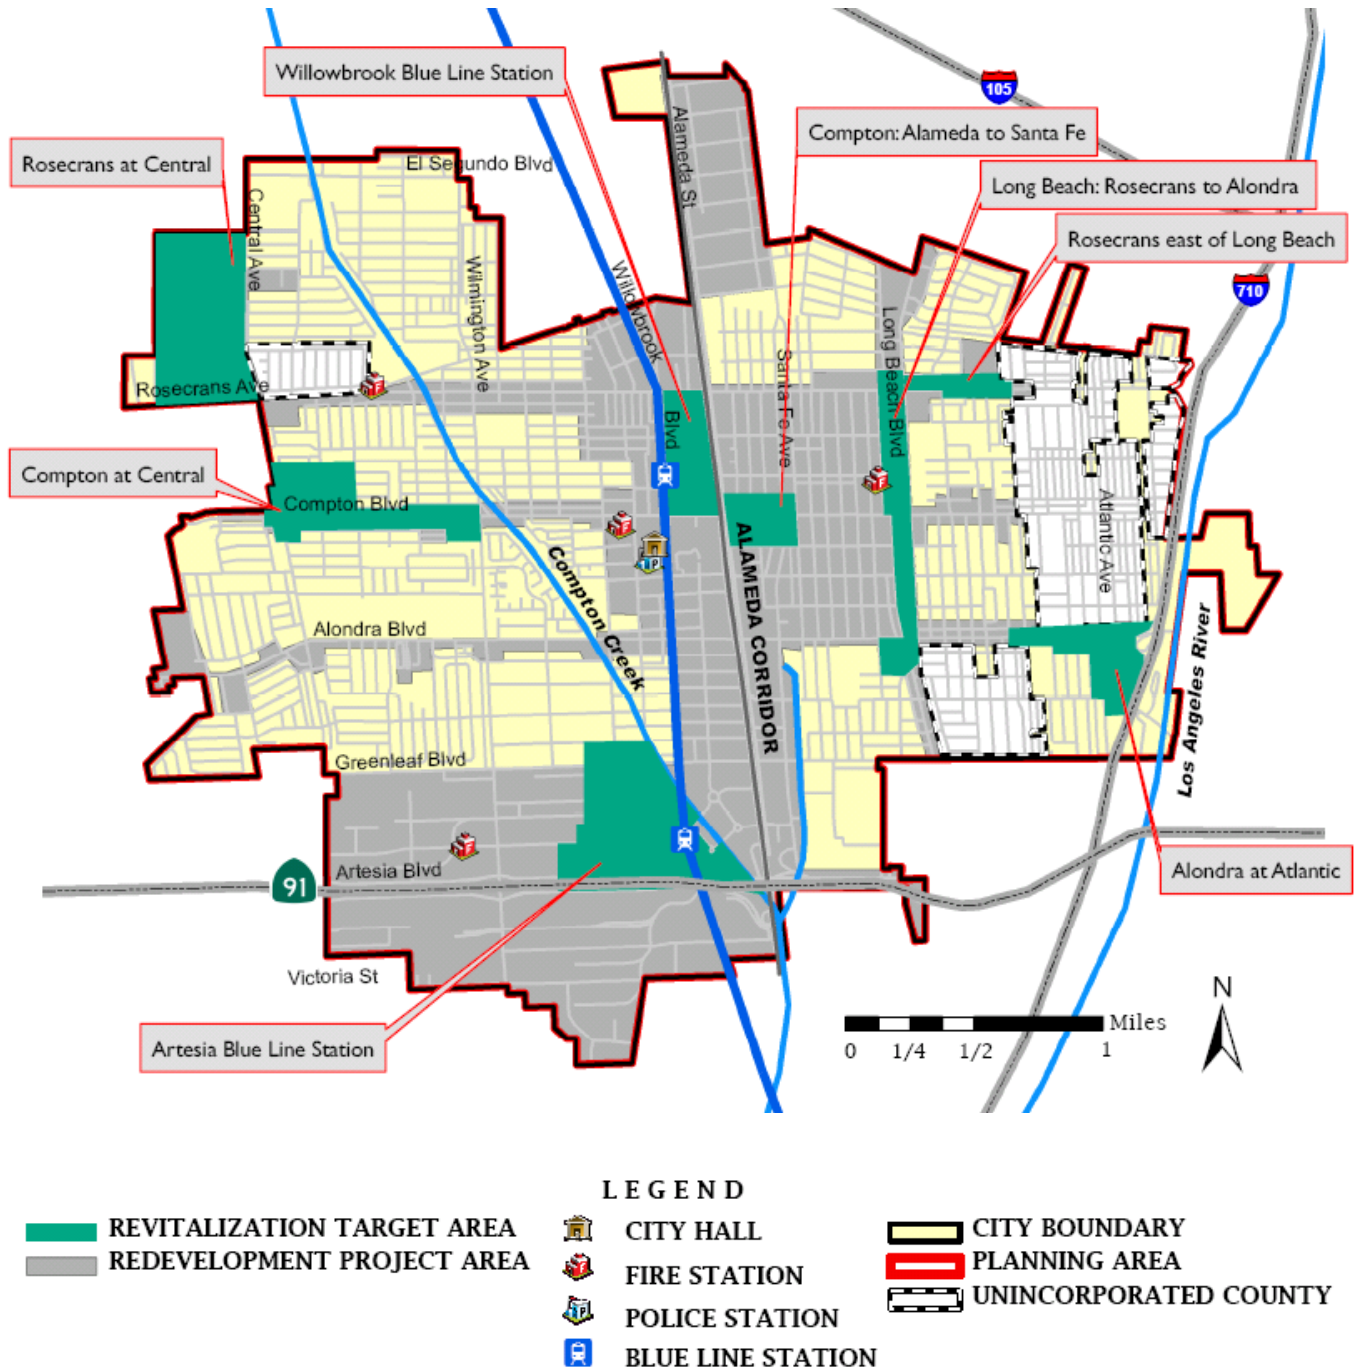 Willowbrook Blue Line Station
105
Compton: Alameda to Santa Fe
Alameda St
Rosecrans at Central
El Segundo Blvd
Long Beach: Rosecrans to Alondra
Central Ave
Rosecrans east of Long Beach
Wilmington Ave
Willowbrook
Blvd
710
Long Beach Blvd
Santa Fe Ave
Rosecrans Ave
Compton at Central
Compton Blvd
Atlantic Ave
ALAMEDA CORRIDOR
Compton Creek
Alondra Blvd
Los Angeles River
Greenleaf Blvd
Artesia Blvd
91
Alondra at Atlantic
Victoria St
N
Artesia Blue Line Station
Miles
0 1/4 1/2 1
LEGEND
REVITALIZATION TARGET AREA
REDEVELOPMENT PROJECT AREA
CITY HALL
FIRE STATION
POLICE STATION
BLUE LINE STATION
CITY BOUNDARY
PLANNING AREA
UNINCORPORATED COUNTY